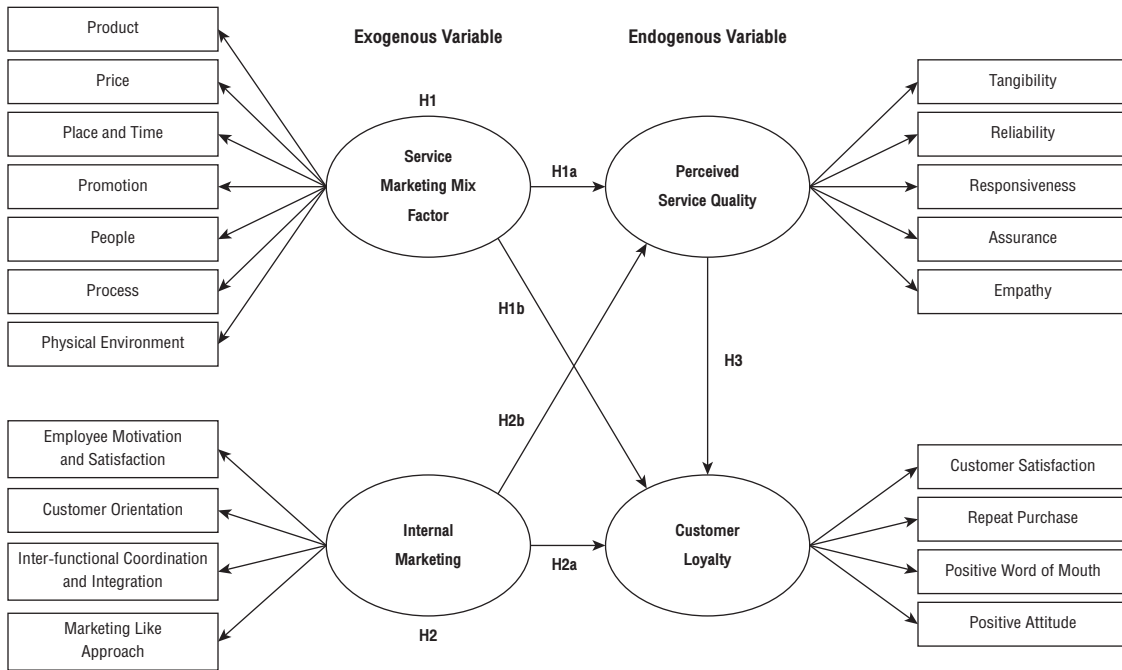 Exogenous Variable
Endogenous Variable
Product
Price
Place and Time
Promotion
People
Process
Physical Environment
H1
Service
Marketing Mix
Factor
H1a
Perceived
Service Quality
Tangibility
Reliability
Responsiveness
Assurance
Empathy
H1b
H2b
H3
Employee Motivation
and Satisfaction
Customer Orientation
Inter-functional Coordination
and Integration
Marketing Like
Approach
Internal
Marketing
H2
H2a
Customer
Loyalty
Customer Satisfaction
Repeat Purchase
Positive Word of Mouth
Positive Attitude